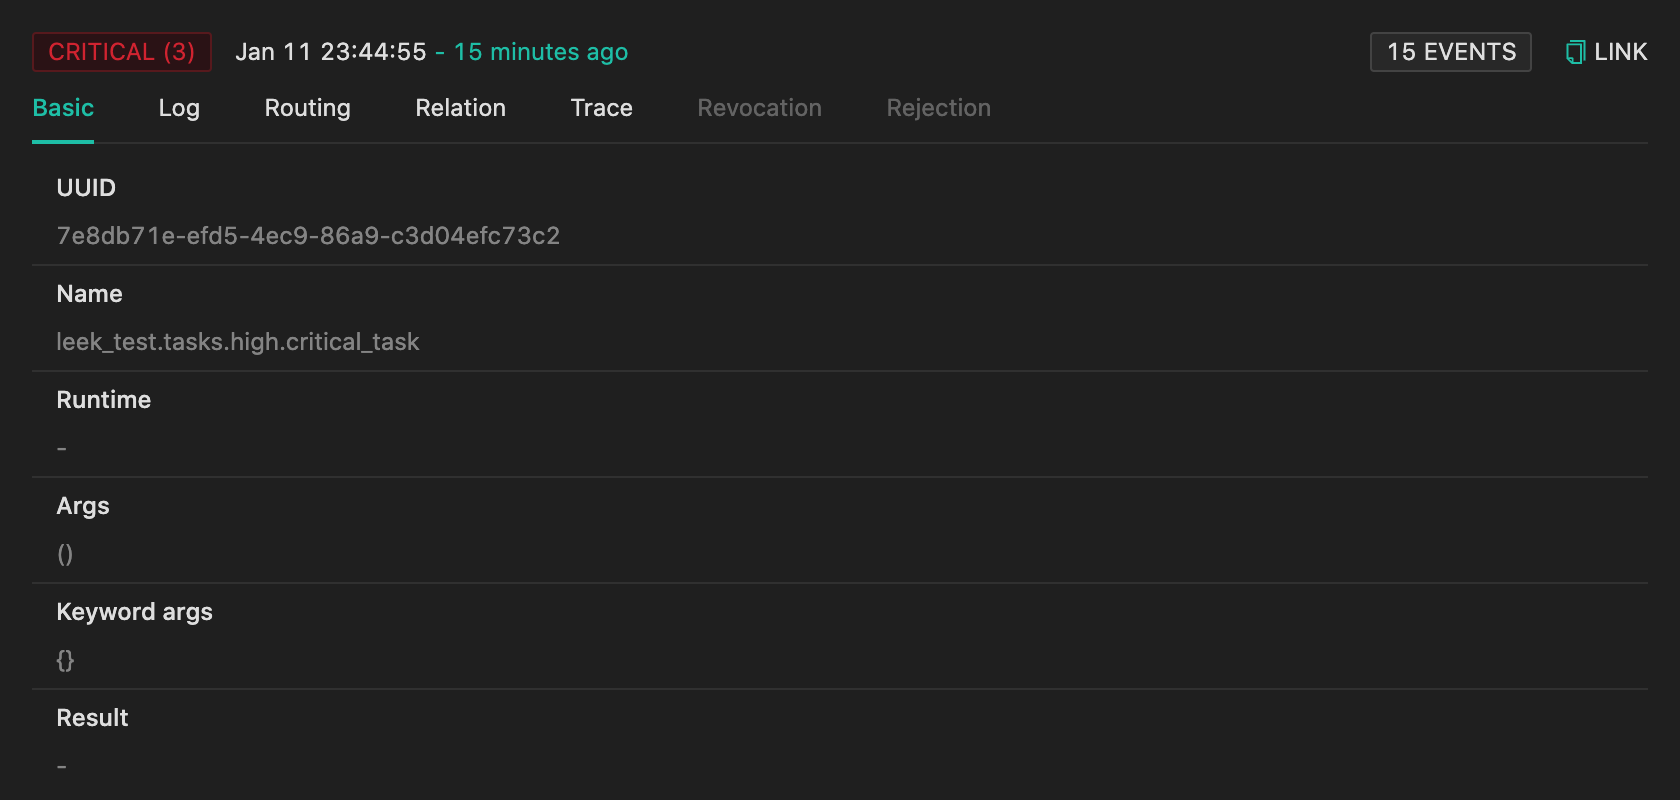 CRITICAL (3) Jan 11 23:44:55 - 15 minutes ago 15 EVENTS LINK
Basic Log Routing Relation Trace Revocation Rejection
UUID
7e8db71e-efd5-4ec9-86a9-c3d04efc73c2
Name
leek_test.tasks.high.critical_task
Runtime
-
Args
()
Keyword args
{}
Result
-